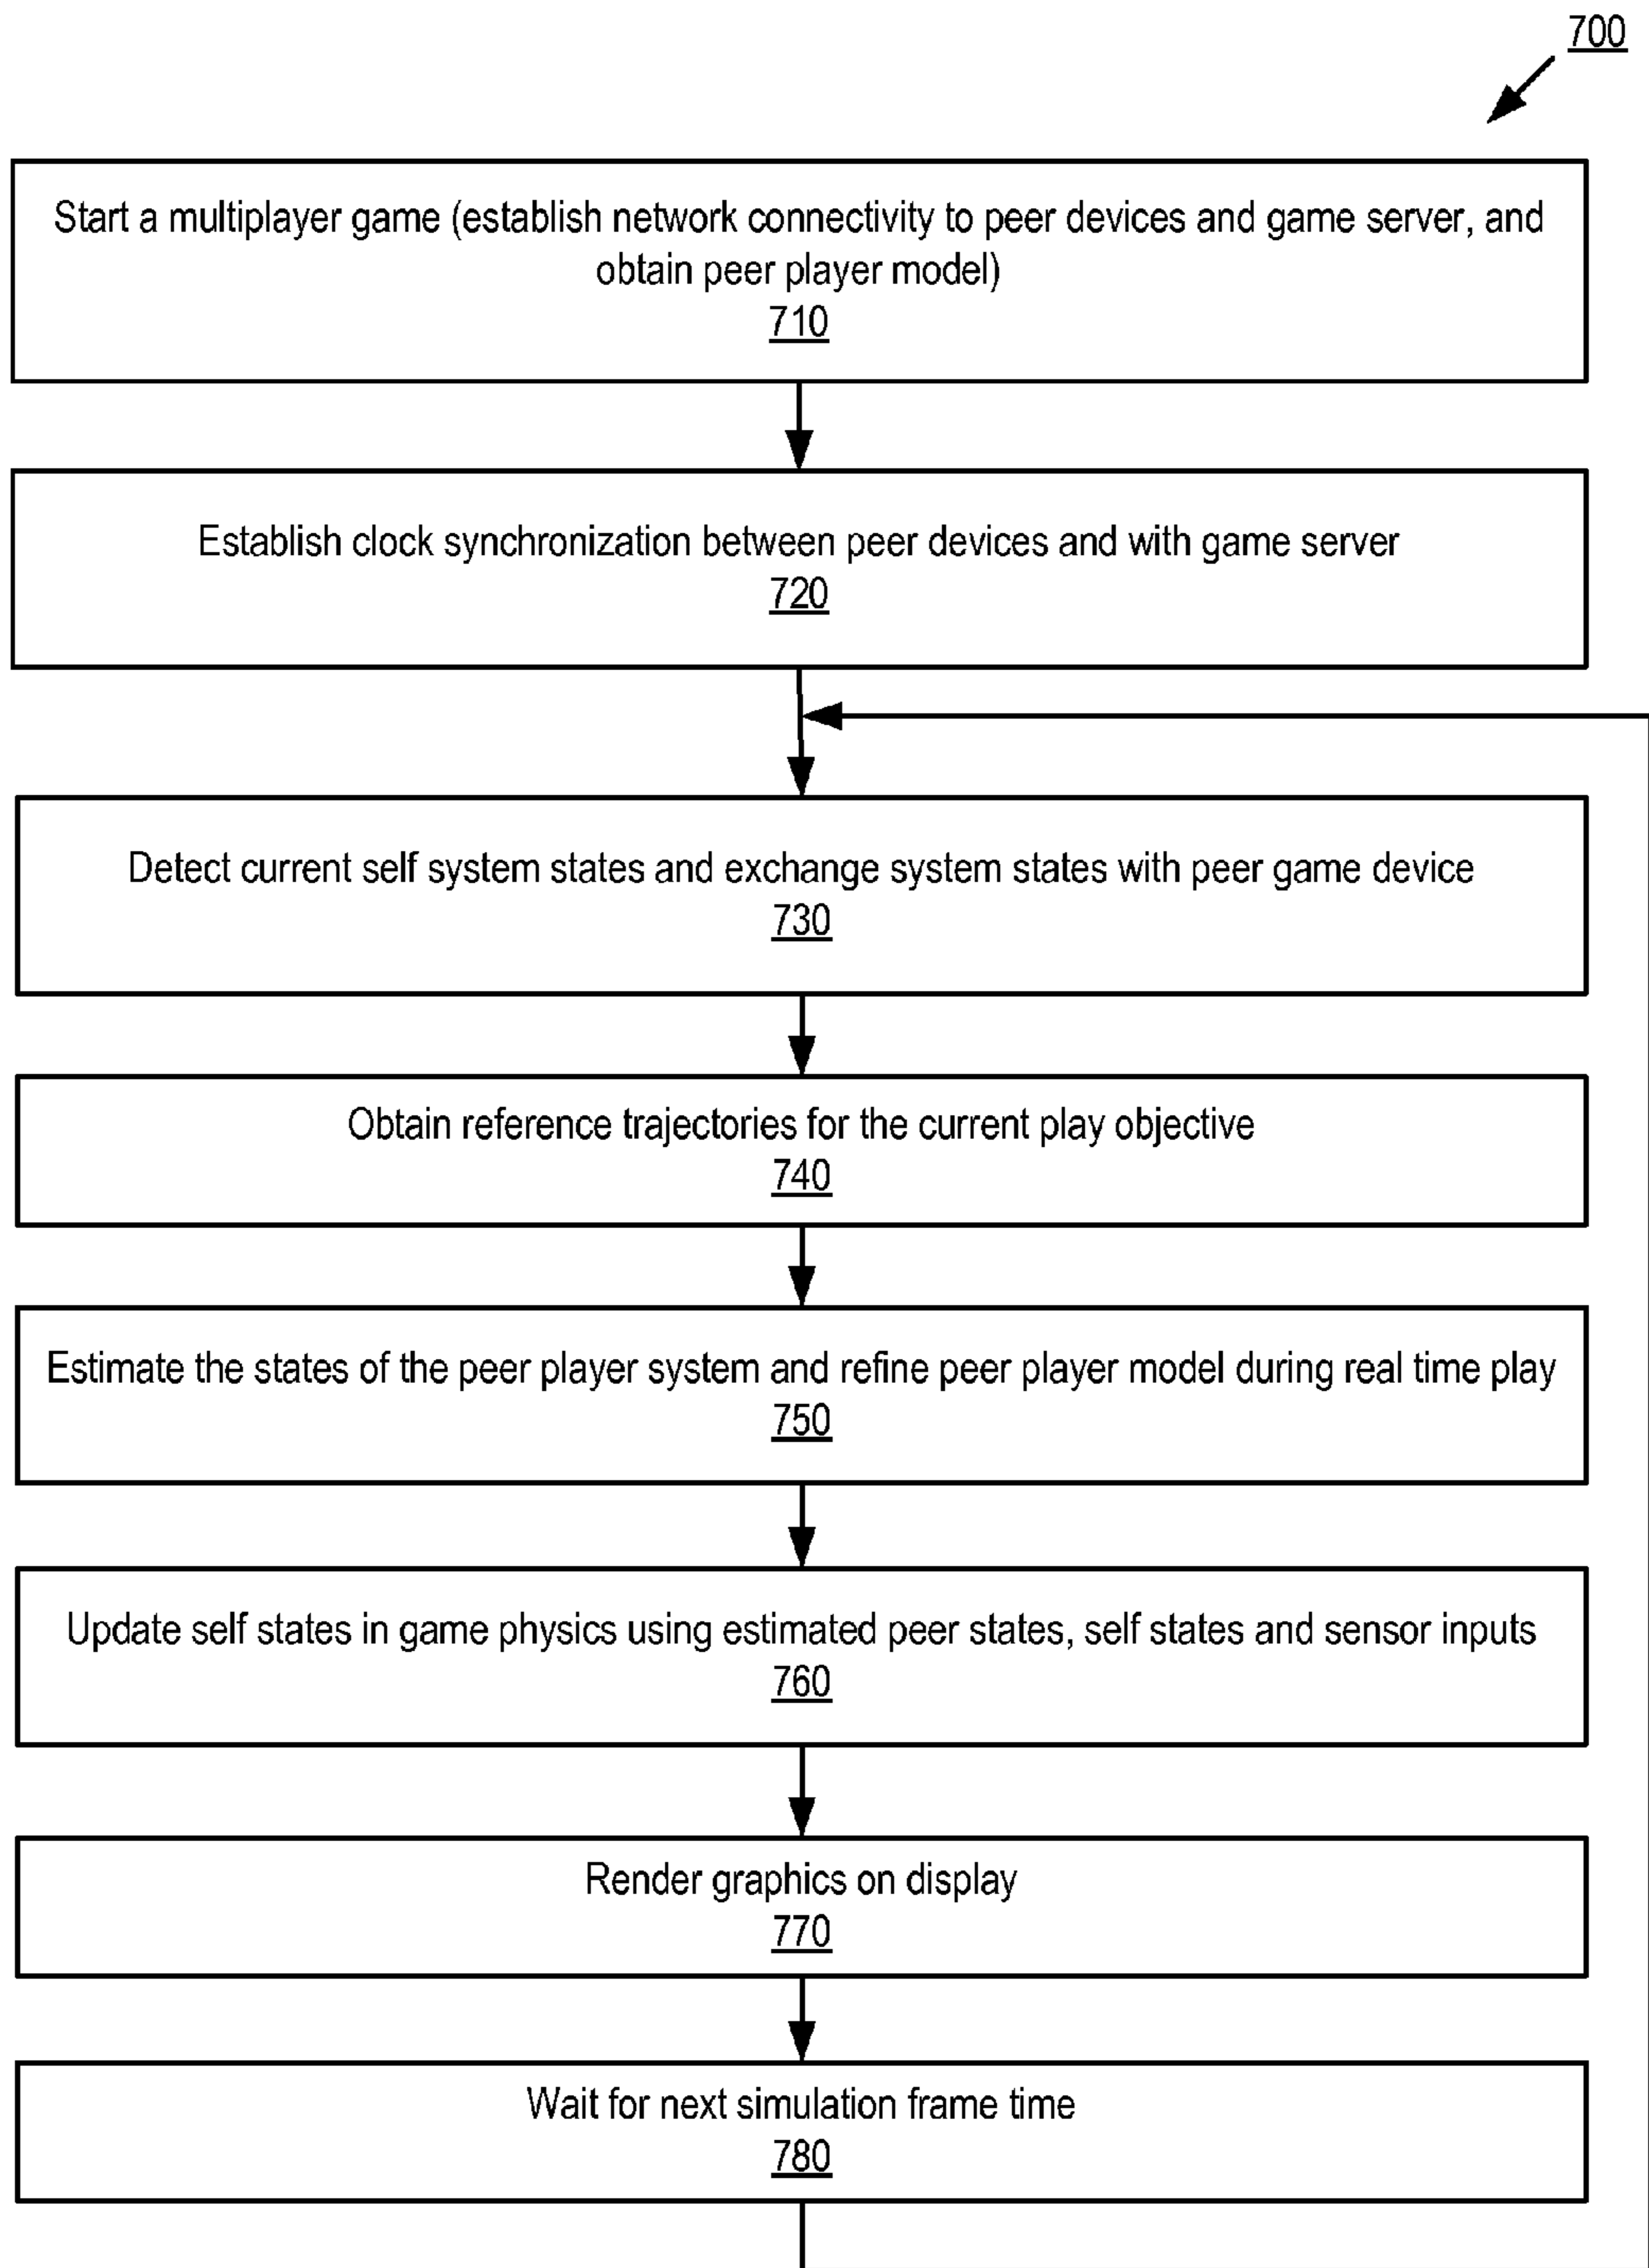 700
Start a multiplayer game (establish network connectivity to peer devices and game server, and
obtain peer player model)
710
Establish clock synchronization between peer devices and with game server
720
Detect current self system states and exchange system states with peer game device
730
Obtain reference trajectories for the current play objective
740
Estimate the states of the peer player system and refine peer player model during real time play
750
Update self states in game physics using estimated peer states, self states and sensor inputs
760
Render graphics on display
770
Wait for next simulation frame time
780